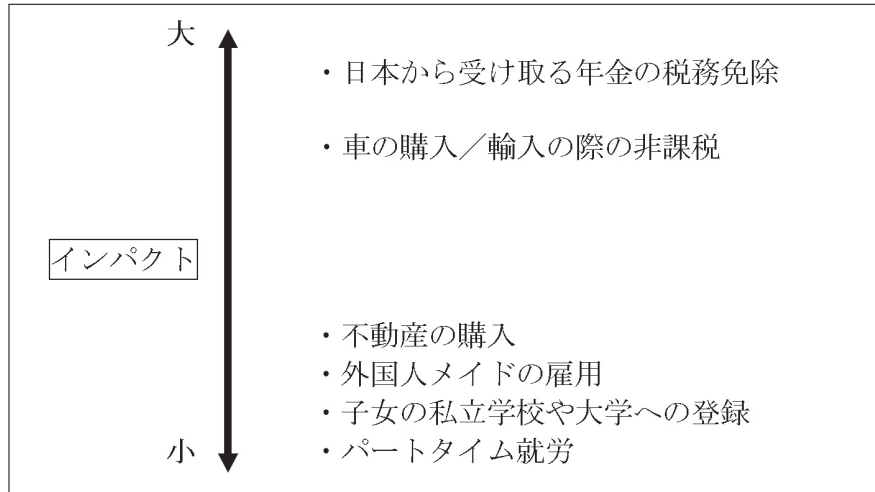 大
・日本から受け取る年金の税務免除
・車の購入／輸入の際の非課税
インパクト
・不動産の購入
・外国人メイドの雇用
・子女の私立学校や大学への登録
小
・パートタイム就労